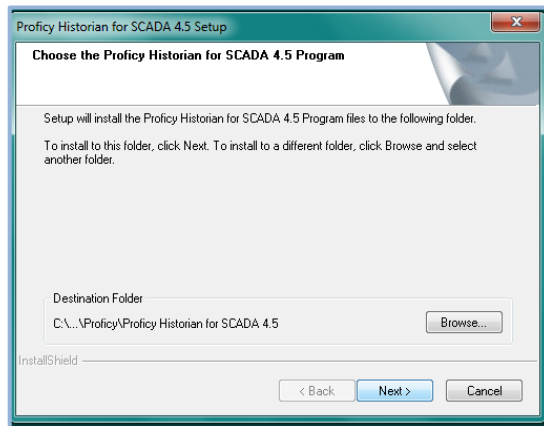 Proficy Historian for SCADA 4.5 Setup
Choose the Proficy Historian for SCADA 4.5 Program
Setup will install the Proficy Historian for SCADA 4.5 Program files to the following folder.
To install to this folder, click Next. To install to a different folder, click Browse and select
another folder.
Destination Folder
C:\...\Proficy\Proficy Historian for SCADA 4.5
Browse...
InstallShield
< Back
Next >
Cancel